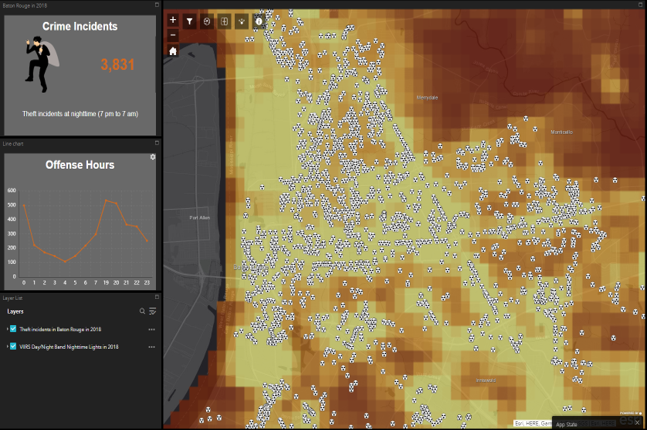 Baton Rouge in 2018
Crime Incidents
3,831
Theft incidents at nighttime (7 pm to 7 am)
Line chart
Offense Hours
600
500
400
300
200
100
0
0 1 2 3 4 5 6 7 19 20 21 22 23
Layer List
Layers
Theft incidents in Baton Rouge in 2018
VIIRS Day/Night Band Nighttime Lights in 2018
Merrydale
Monticello
Port Allen
Esri, HERE, Garm
App State